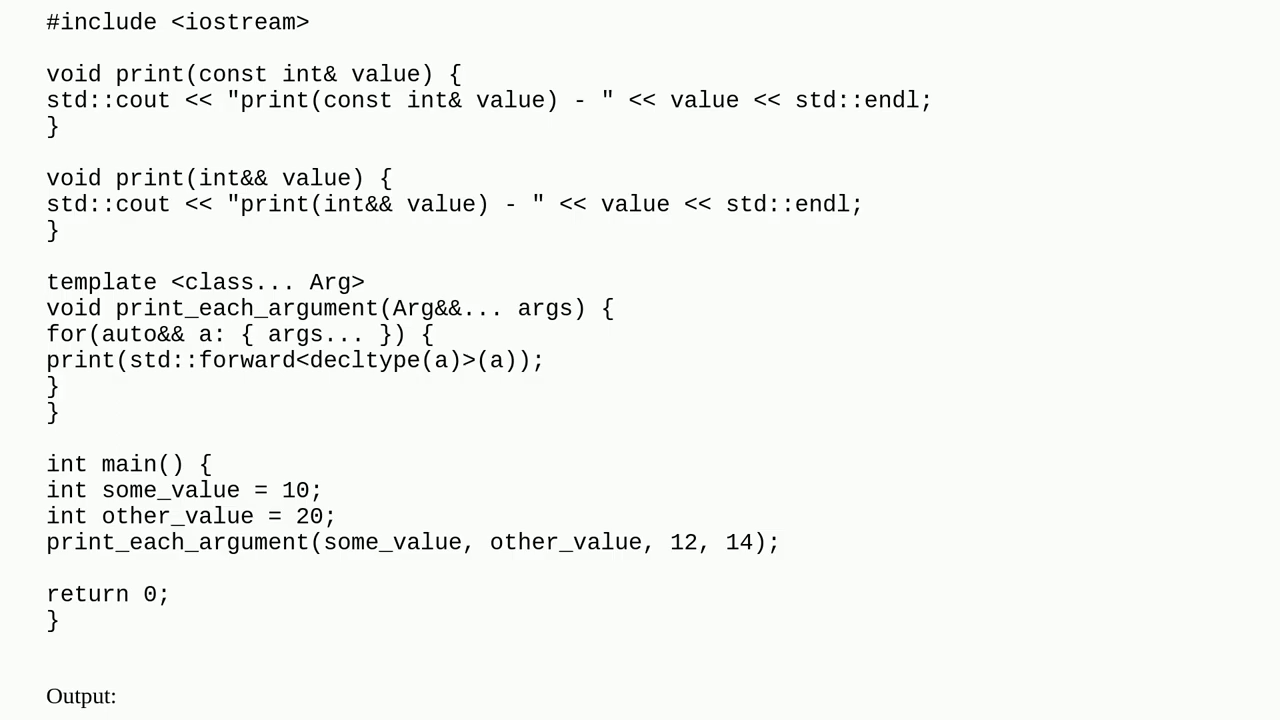 #include <iostream>
void print(const int& value) {
std::cout << "print(const int& value) - " << value << std::endl;
}
void print(int&& value) {
std::cout << "print(int&& value) - " << value << std::endl;
}
template <class... Arg>
void print_each_argument(Arg&&... args) {
for(auto&& a: { args... }) {
print(std::forward<decltype(a)>(a));
}
}
int main() {
int some_value = 10;
int other_value = 20;
print_each_argument(some_value, other_value, 12, 14);
return 0;
}
Output: